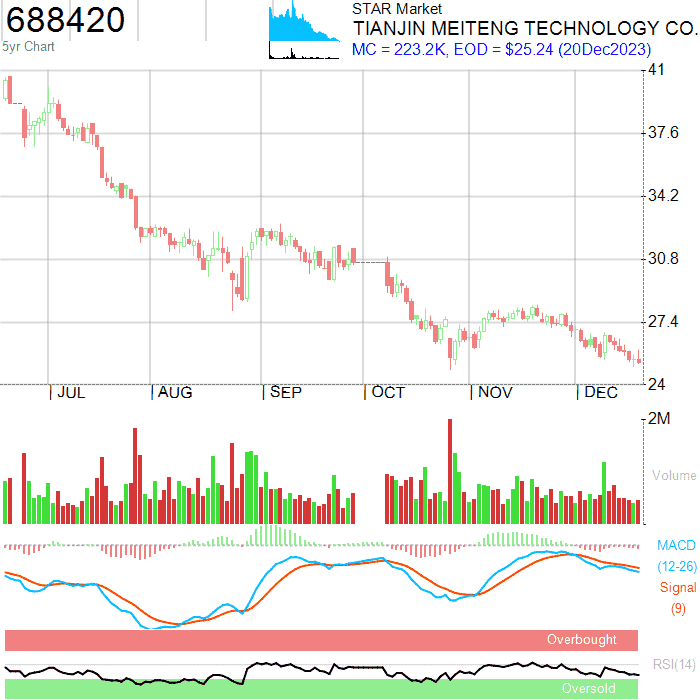 688420
5yr Chart
STAR Market
TIANJIN MEITENG TECHNOLOGY CO.
MC = 223.2K, EOD = $25.24 (20Dec2023)
41
37.6
34.2
30.8
27.4
24
JUL AUG SEP OCT NOV DEC
2M
Volume
MACD
(12-26)
Signal
(9)
Overbought
RSI(14)
Oversold